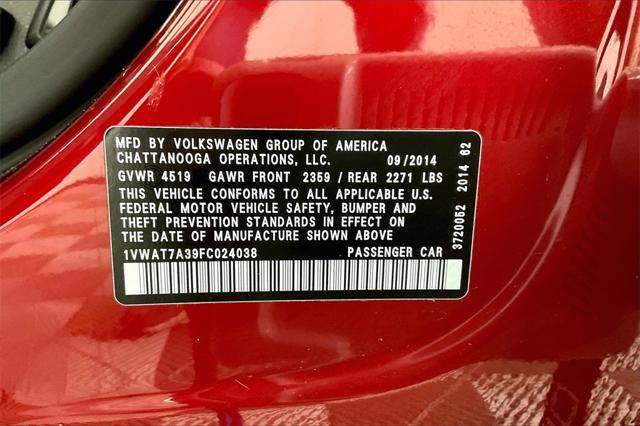 MFD BY VOLKSWAGEN GROUP OF AMERICA
CHATTANOOGA OPERATIONS, LLC. 09/2014
GVWR 4519 GAWR FRONT 2359 / REAR 2271 LBS
THIS VEHICLE CONFORMS TO ALL APPLICABLE U.S.
FEDERAL MOTOR VEHICLE SAFETY, BUMPER AND
THEFT PREVENTION STANDARDS IN EFFECT ON
THE DATE OF MANUFACTURE SHOWN ABOVE
1VWAT7A39FC024038 PASSENGER CAR
3720052 2014 62